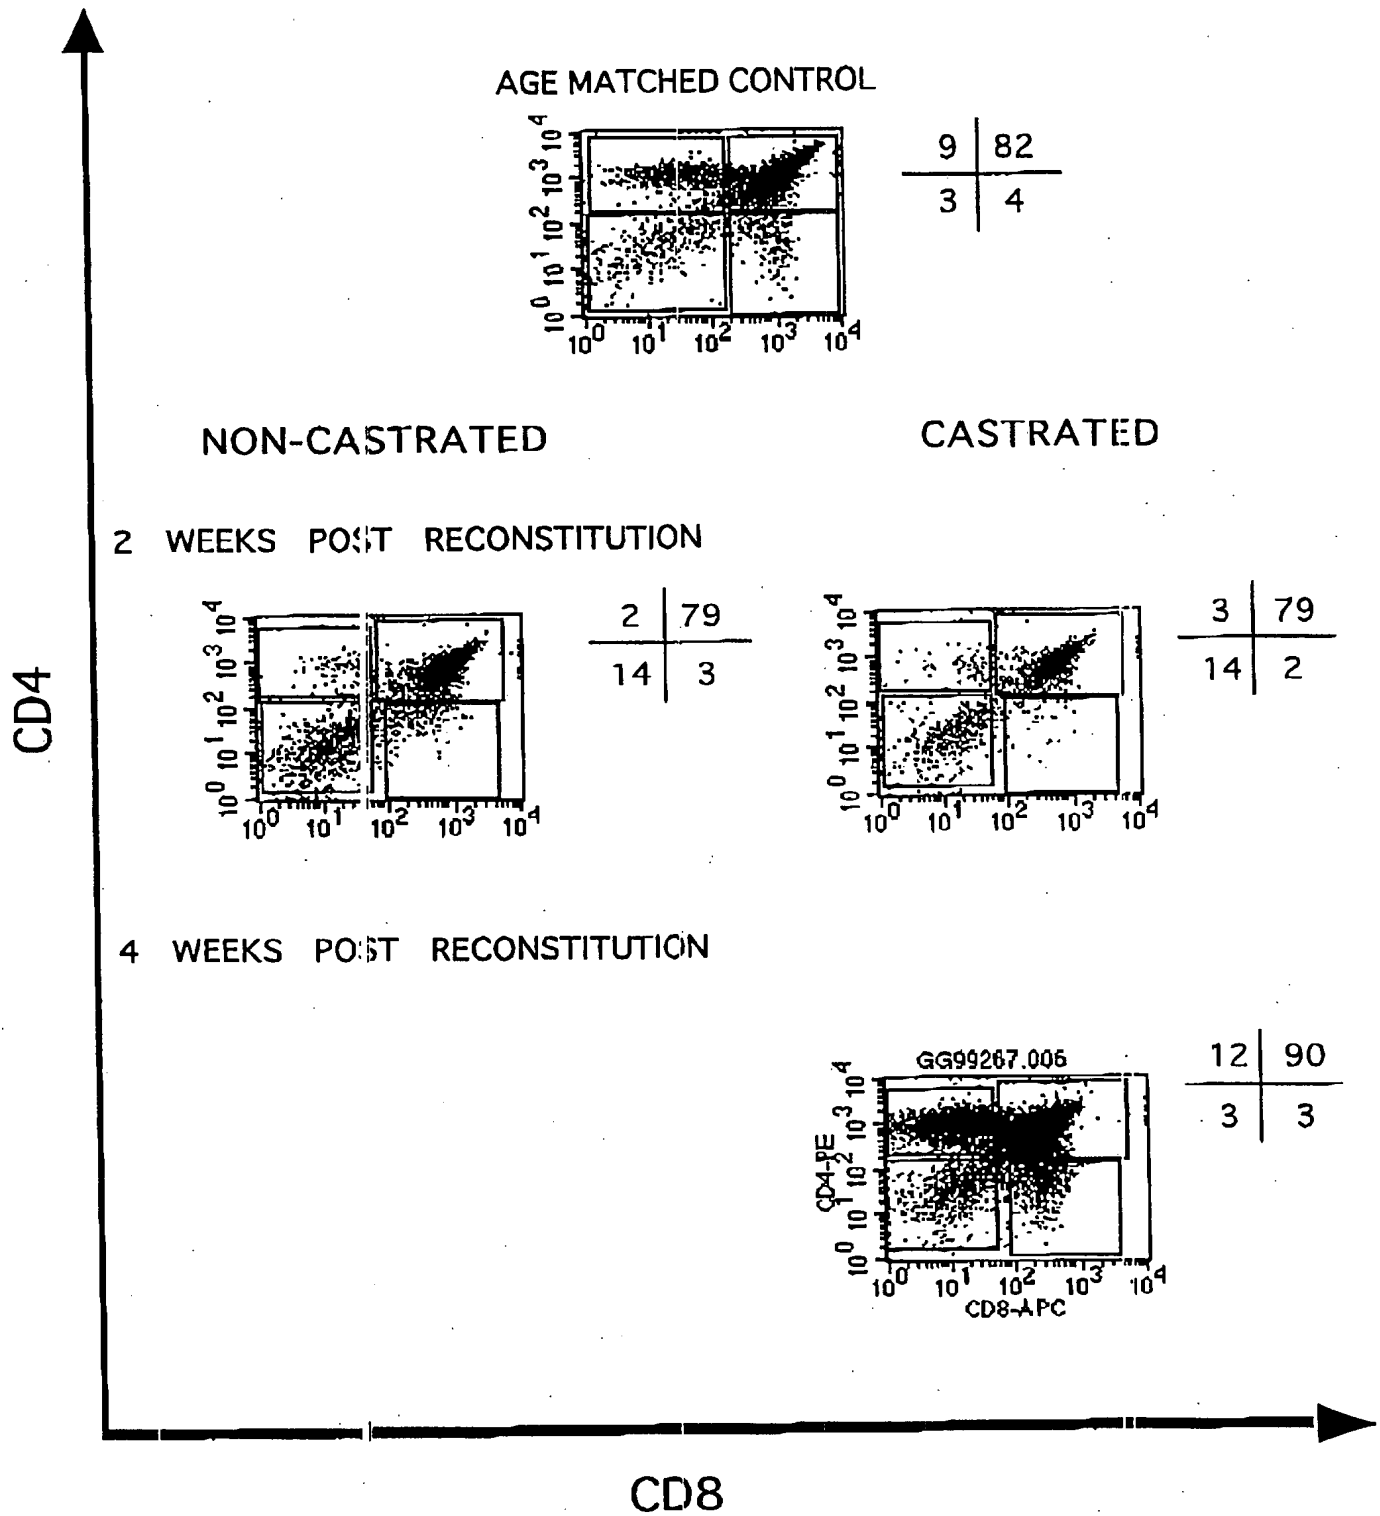 AGE MATCHED CONTROL
10^4
10^3
10^2
10^1
10^0
10^0 10^1 10^2 10^3 10^4
9 82
3 4
NON-CASTRATED
CASTRATED
2 WEEKS POST RECONSTITUTION
10^4
10^3
10^2
10^1
10^0
10^0 10^1 10^2 10^3 10^4
2 79
14 3
10^4
10^3
10^2
10^1
10^0
10^0 10^1 10^2 10^3 10^4
3 79
14 2
CD4
4 WEEKS POST RECONSTITUTION
GG99267.006
CD4-PE
10^4
10^3
10^2
10^1
10^0
10^0 10^1 10^2 10^3 10^4
CD8-APC
12 90
3 3
CD8